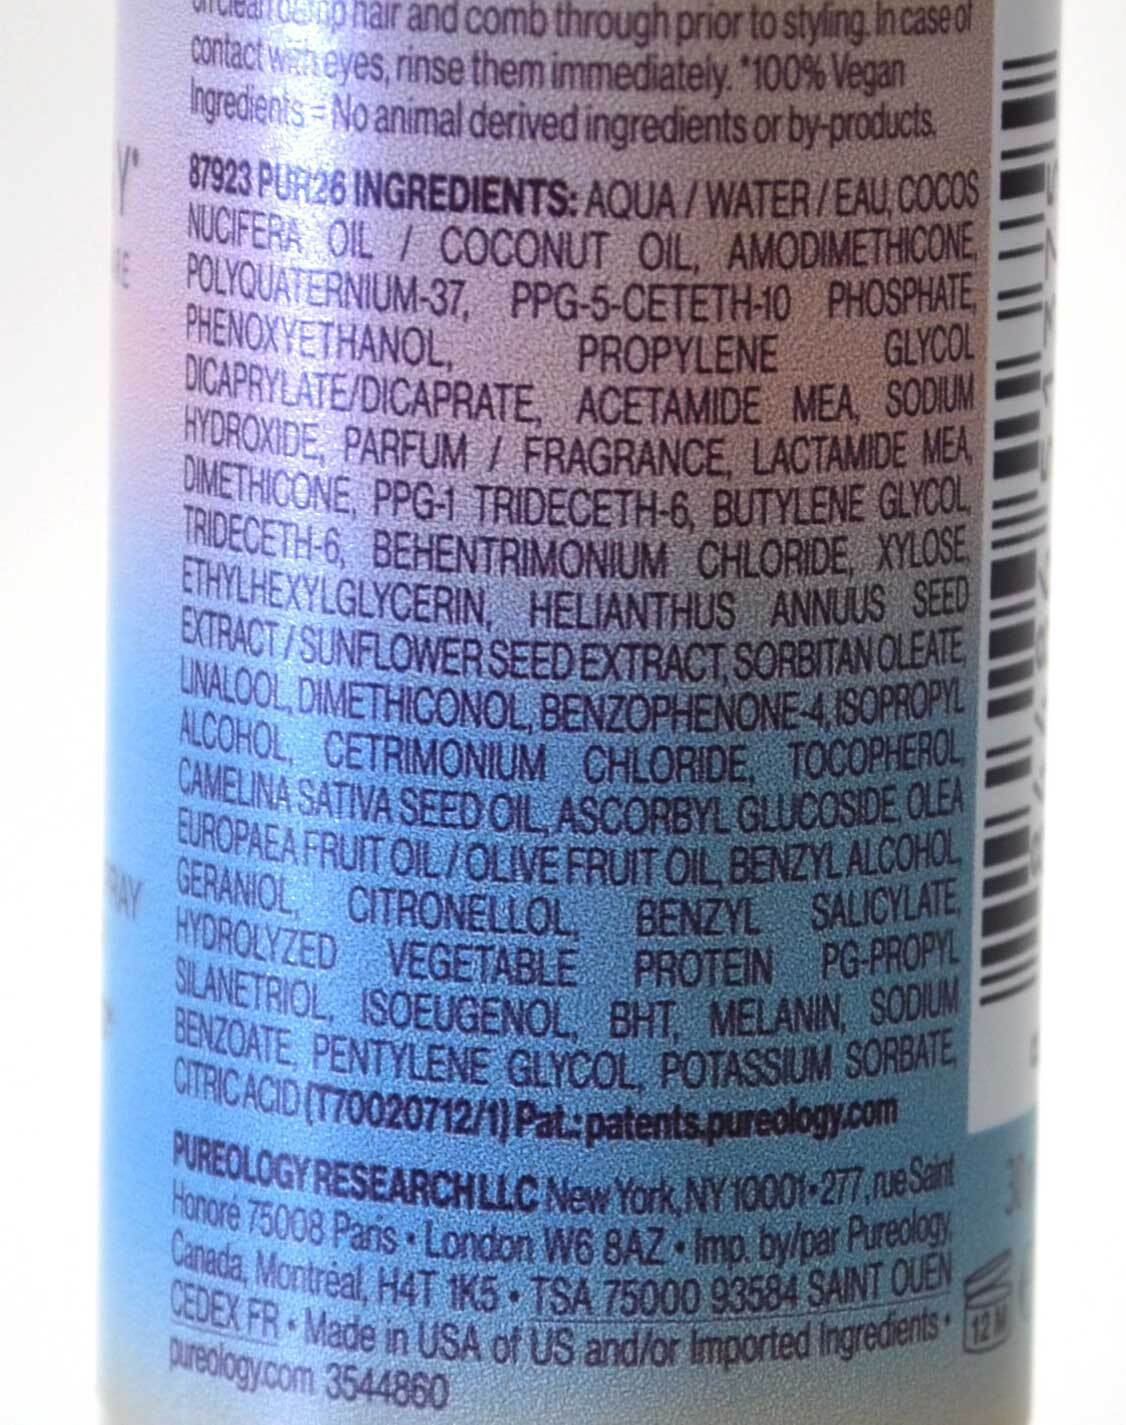 hair and comb through prior to styling. In case of
contact with eyes, rinse them immediately. *100% Vegan
Ingredients = No animal derived ingredients or by-products.
87923 PUR26 INGREDIENTS: AQUA / WATER / EAU, COCOS
NUCIFERA OIL / COCONUT OIL, AMODIMETHICONE,
POLYQUATERNIUM-37, PPG-5-CETETH-10 PHOSPHATE,
PHENOXYETHANOL, PROPYLENE GLYCOL
DICAPRYLATE/DICAPRATE, ACETAMIDE MEA, SODIUM
HYDROXIDE, PARFUM / FRAGRANCE, LACTAMIDE MEA,
DIMETHICONE, PPG-1 TRIDECETH-6, BUTYLENE GLYCOL,
TRIDECETH-6, BEHENTRIMONIUM CHLORIDE, XYLOSE,
ETHYLHEXYLGLYCERIN, HELIANTHUS ANNUUS SEED
EXTRACT / SUNFLOWER SEED EXTRACT, SORBITAN OLEATE,
LINALOOL, DIMETHICONOL, BENZOPHENONE-4, ISOPROPYL
ALCOHOL, CETRIMONIUM CHLORIDE, TOCOPHEROL,
CAMELINA SATIVA SEED OIL, ASCORBYL GLUCOSIDE, OLEA
EUROPAEA FRUIT OIL / OLIVE FRUIT OIL, BENZYL ALCOHOL,
GERANIOL, CITRONELLOL, BENZYL SALICYLATE,
HYDROLYZED VEGETABLE PROTEIN PG-PROPYL
SILANETRIOL, ISOEUGENOL, BHT, MELANIN, SODIUM
BENZOATE, PENTYLENE GLYCOL, POTASSIUM SORBATE,
CITRIC ACID (T70020712/1) Pat.: patents.pureology.com
PUREOLOGY RESEARCH LLC New York, NY 10001 • 277, rue Saint
Honoré 75008 Paris • London W6 8AZ • Imp. by/par Pureology,
Canada, Montréal, H4T 1K5 • TSA 75000 93584 SAINT OUEN
CEDEX FR • Made in USA of US and/or Imported Ingredients •
pureology.com 3544860
12 M